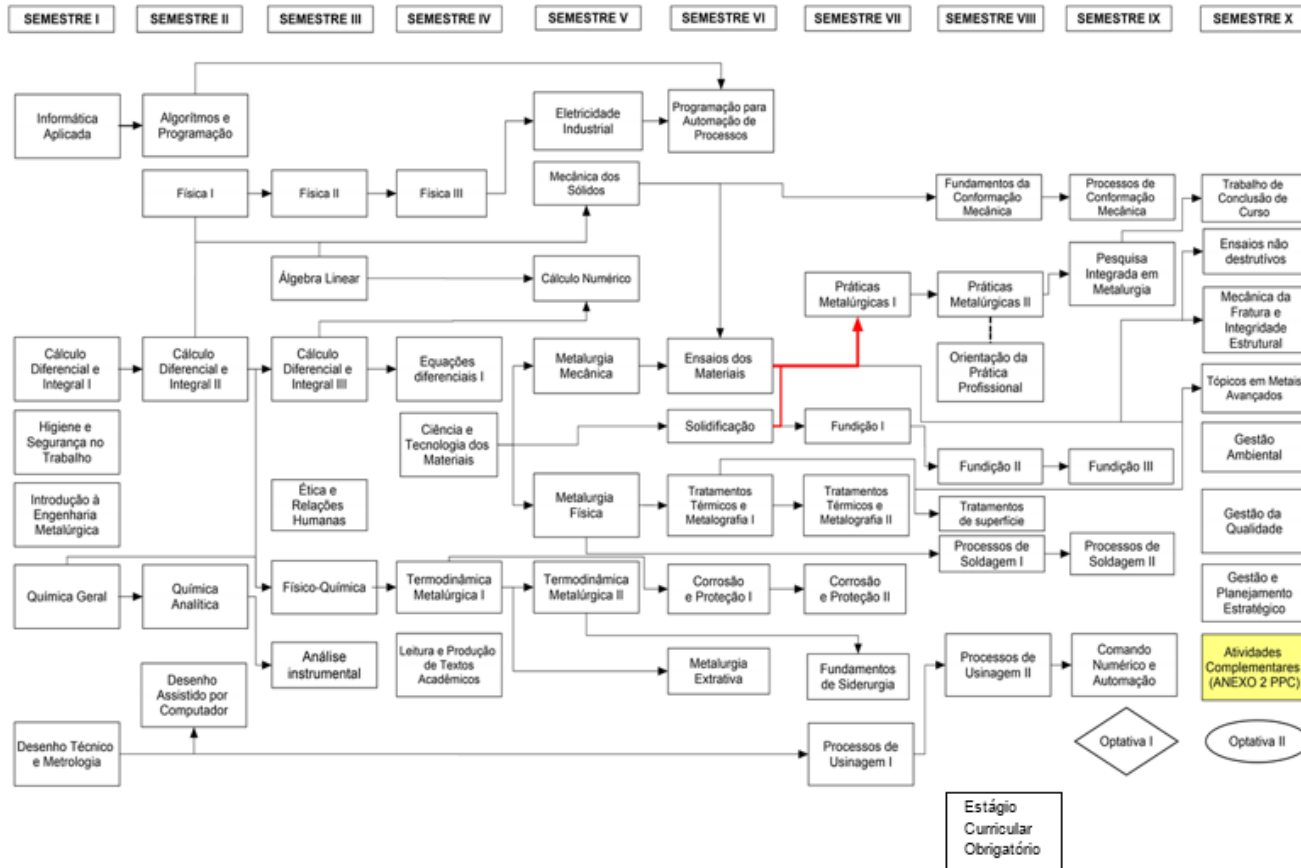 SEMESTRE I
SEMESTRE II
SEMESTRE III
SEMESTRE IV
SEMESTRE V
SEMESTRE VI
SEMESTRE VII
SEMESTRE VIII
SEMESTRE IX
SEMESTRE X
Informática
Aplicada
Algorítmos e
Programação
Eletricidade
Industrial
Programação para
Automação de
Processos
Física I
Física II
Física III
Mecânica dos
Sólidos
Fundamentos da
Conformação
Mecânica
Processos de
Conformação
Mecânica
Trabalho de
Conclusão de
Curso
Álgebra Linear
Cálculo Numérico
Práticas
Metalúrgicas I
Práticas
Metalúrgicas II
Pesquisa
Integrada em
Metalurgia
Ensaios não
destrutívos
Mecânica da
Fratura e
Integridade
Estrutural
Cálculo
Diferencial e
Integral I
Cálculo
Diferencial e
Integral II
Cálculo
Diferencial e
Integral III
Equações
diferenciais I
Metalurgia
Mecânica
Ensaios dos
Materiais
Orientação da
Prática
Profissional
Tópicos em Metais
Avançados
Higiene e
Segurança no
Trabalho
Ciência e
Tecnologia dos
Materiais
Solidificação
Fundição I
Fundição II
Fundição III
Gestão
Ambiental
Introdução à
Engenharia
Metalúrgica
Ética e
Relações
Humanas
Metalurgia
Física
Tratamentos
Térmicos e
Metalografia I
Tratamentos
Térmicos e
Metalografia II
Tratamentos
de superfície
Gestão da
Qualidade
Processos de
Soldagem I
Processos de
Soldagem II
Química Geral
Química
Analítica
Físico-Química
Termodinâmica
Metalúrgica I
Termodinâmica
Metalúrgica II
Corrosão
e Proteção I
Corrosão
e Proteção II
Gestão e
Planejamento
Estratégico
Análise
instrumental
Leitura e Produção
de Textos
Acadêmicos
Metalurgia
Extrativa
Fundamentos
de Siderurgia
Processos de
Usinagem II
Comando
Numérico e
Automação
Atividades
Complementares
(ANEXO 2 PPC)
Desenho
Assistido por
Computador
Desenho Técnico
e Metrologia
Processos de
Usinagem I
Optativa I
Optativa II
Estágio
Curricular
Obrigatório